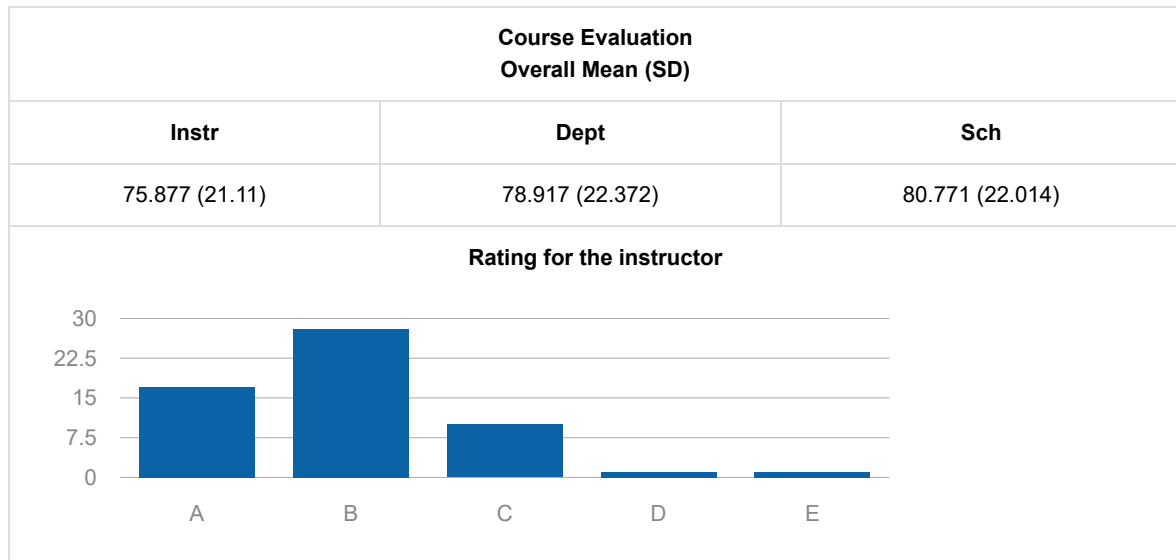 Course Evaluation
Overall Mean (SD)
Instr Dept Sch
75.877 (21.11) 78.917 (22.372) 80.771 (22.014)
Rating for the instructor
30
22.5
15
7.5
0
A B C D E